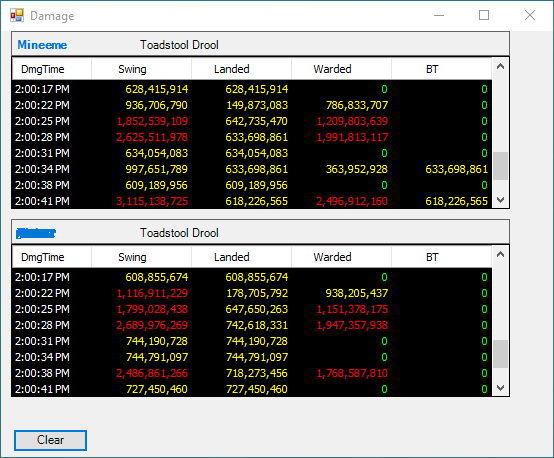 Damage
Mineeme Toadstool Drool
DmgTime Swing Landed Warded BT
2:00:17 PM 628,415,914 628,415,914 0 0
2:00:22 PM 936,706,790 149,873,083 786,833,707 0
2:00:25 PM 1,852,539,109 642,735,470 1,209,803,639 0
2:00:28 PM 2,625,511,978 633,698,861 1,991,813,117 0
2:00:31 PM 634,054,083 634,054,083 0 0
2:00:34 PM 997,651,789 633,698,861 363,952,928 633,698,861
2:00:38 PM 609,189,956 609,189,956 0 0
2:00:41 PM 3,115,138,725 618,226,565 2,496,912,160 618,226,565
Toadstool Drool
DmgTime Swing Landed Warded BT
2:00:17 PM 608,855,674 608,855,674 0 0
2:00:22 PM 1,116,911,229 178,705,792 938,205,437 0
2:00:25 PM 1,799,028,438 647,650,263 1,151,378,175 0
2:00:28 PM 2,689,976,269 742,618,331 1,947,357,938 0
2:00:31 PM 744,190,728 744,190,728 0 0
2:00:34 PM 744,791,097 744,791,097 0 0
2:00:38 PM 2,486,861,266 718,273,456 1,768,587,810 0
2:00:41 PM 727,450,460 727,450,460 0 0
Clear